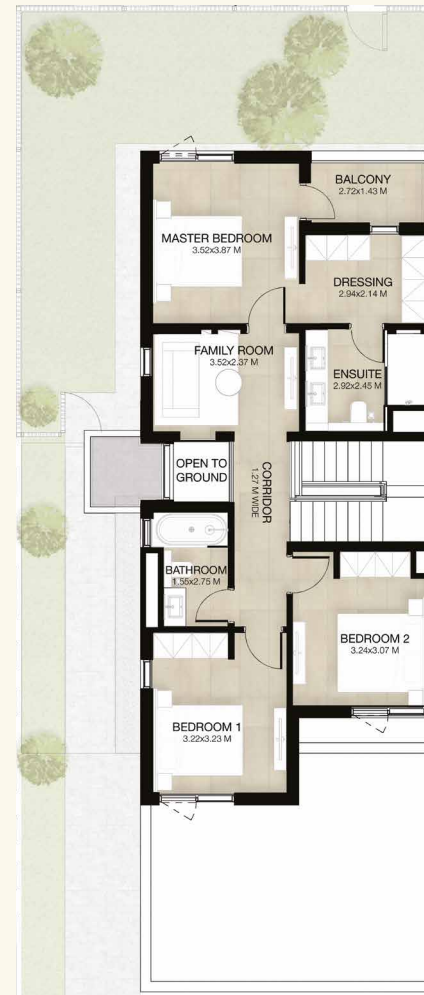 BALCONY
2.72x1.43 M
MASTER BEDROOM
3.52x3.87 M
DRESSING
2.94x2.14 M
FAMILY ROOM
3.52x2.37 M
ENSUITE
2.92x2.45 M
OPEN TO
GROUND
CORRIDOR
1.27 M WIDE
BATHROOM
1.55x2.75 M
BEDROOM 2
3.24x3.07 M
BEDROOM 1
3.22x3.23 M